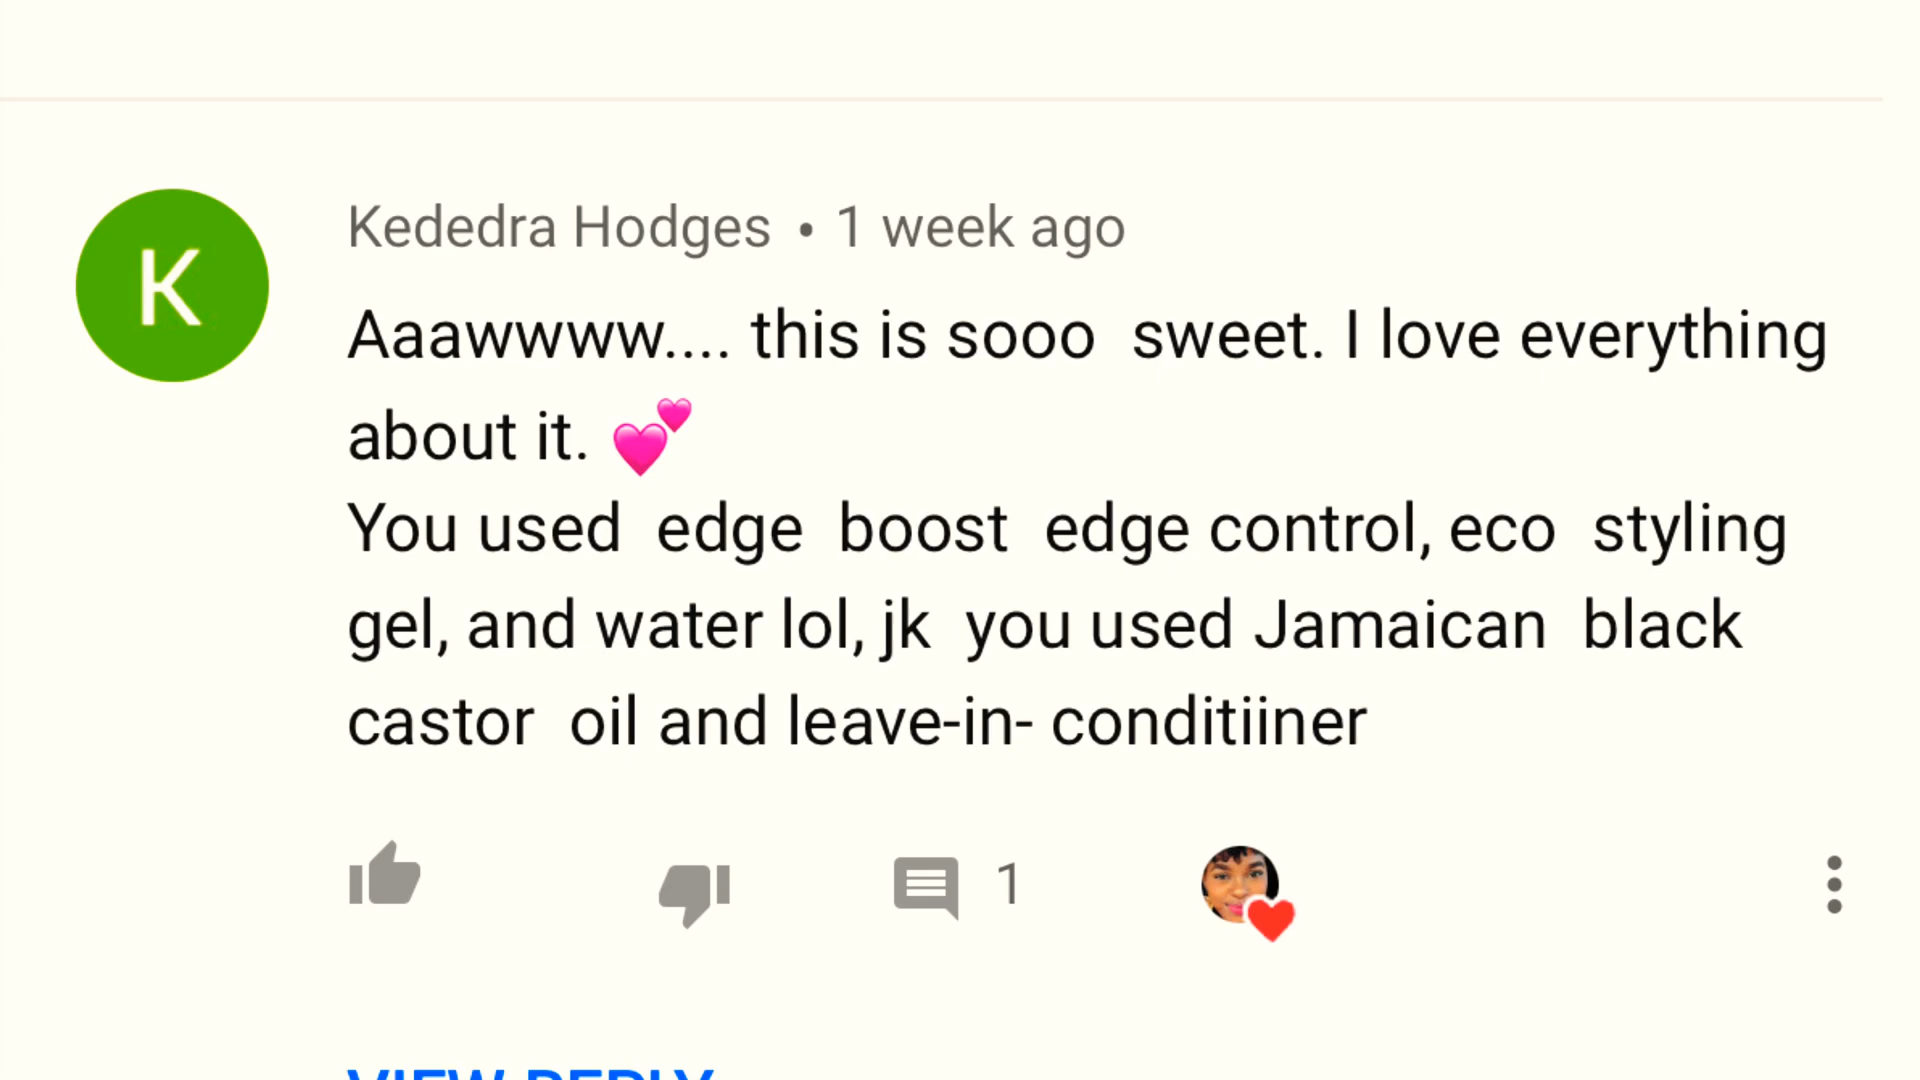 K
Kededra Hodges • 1 week ago
Aaawwww.... this is sooo  sweet. I love everything
about it. 💕
You used  edge  boost  edge control, eco  styling
gel, and water lol, jk  you used Jamaican  black
castor  oil and leave-in- conditiiner
1
VIEW REPLY